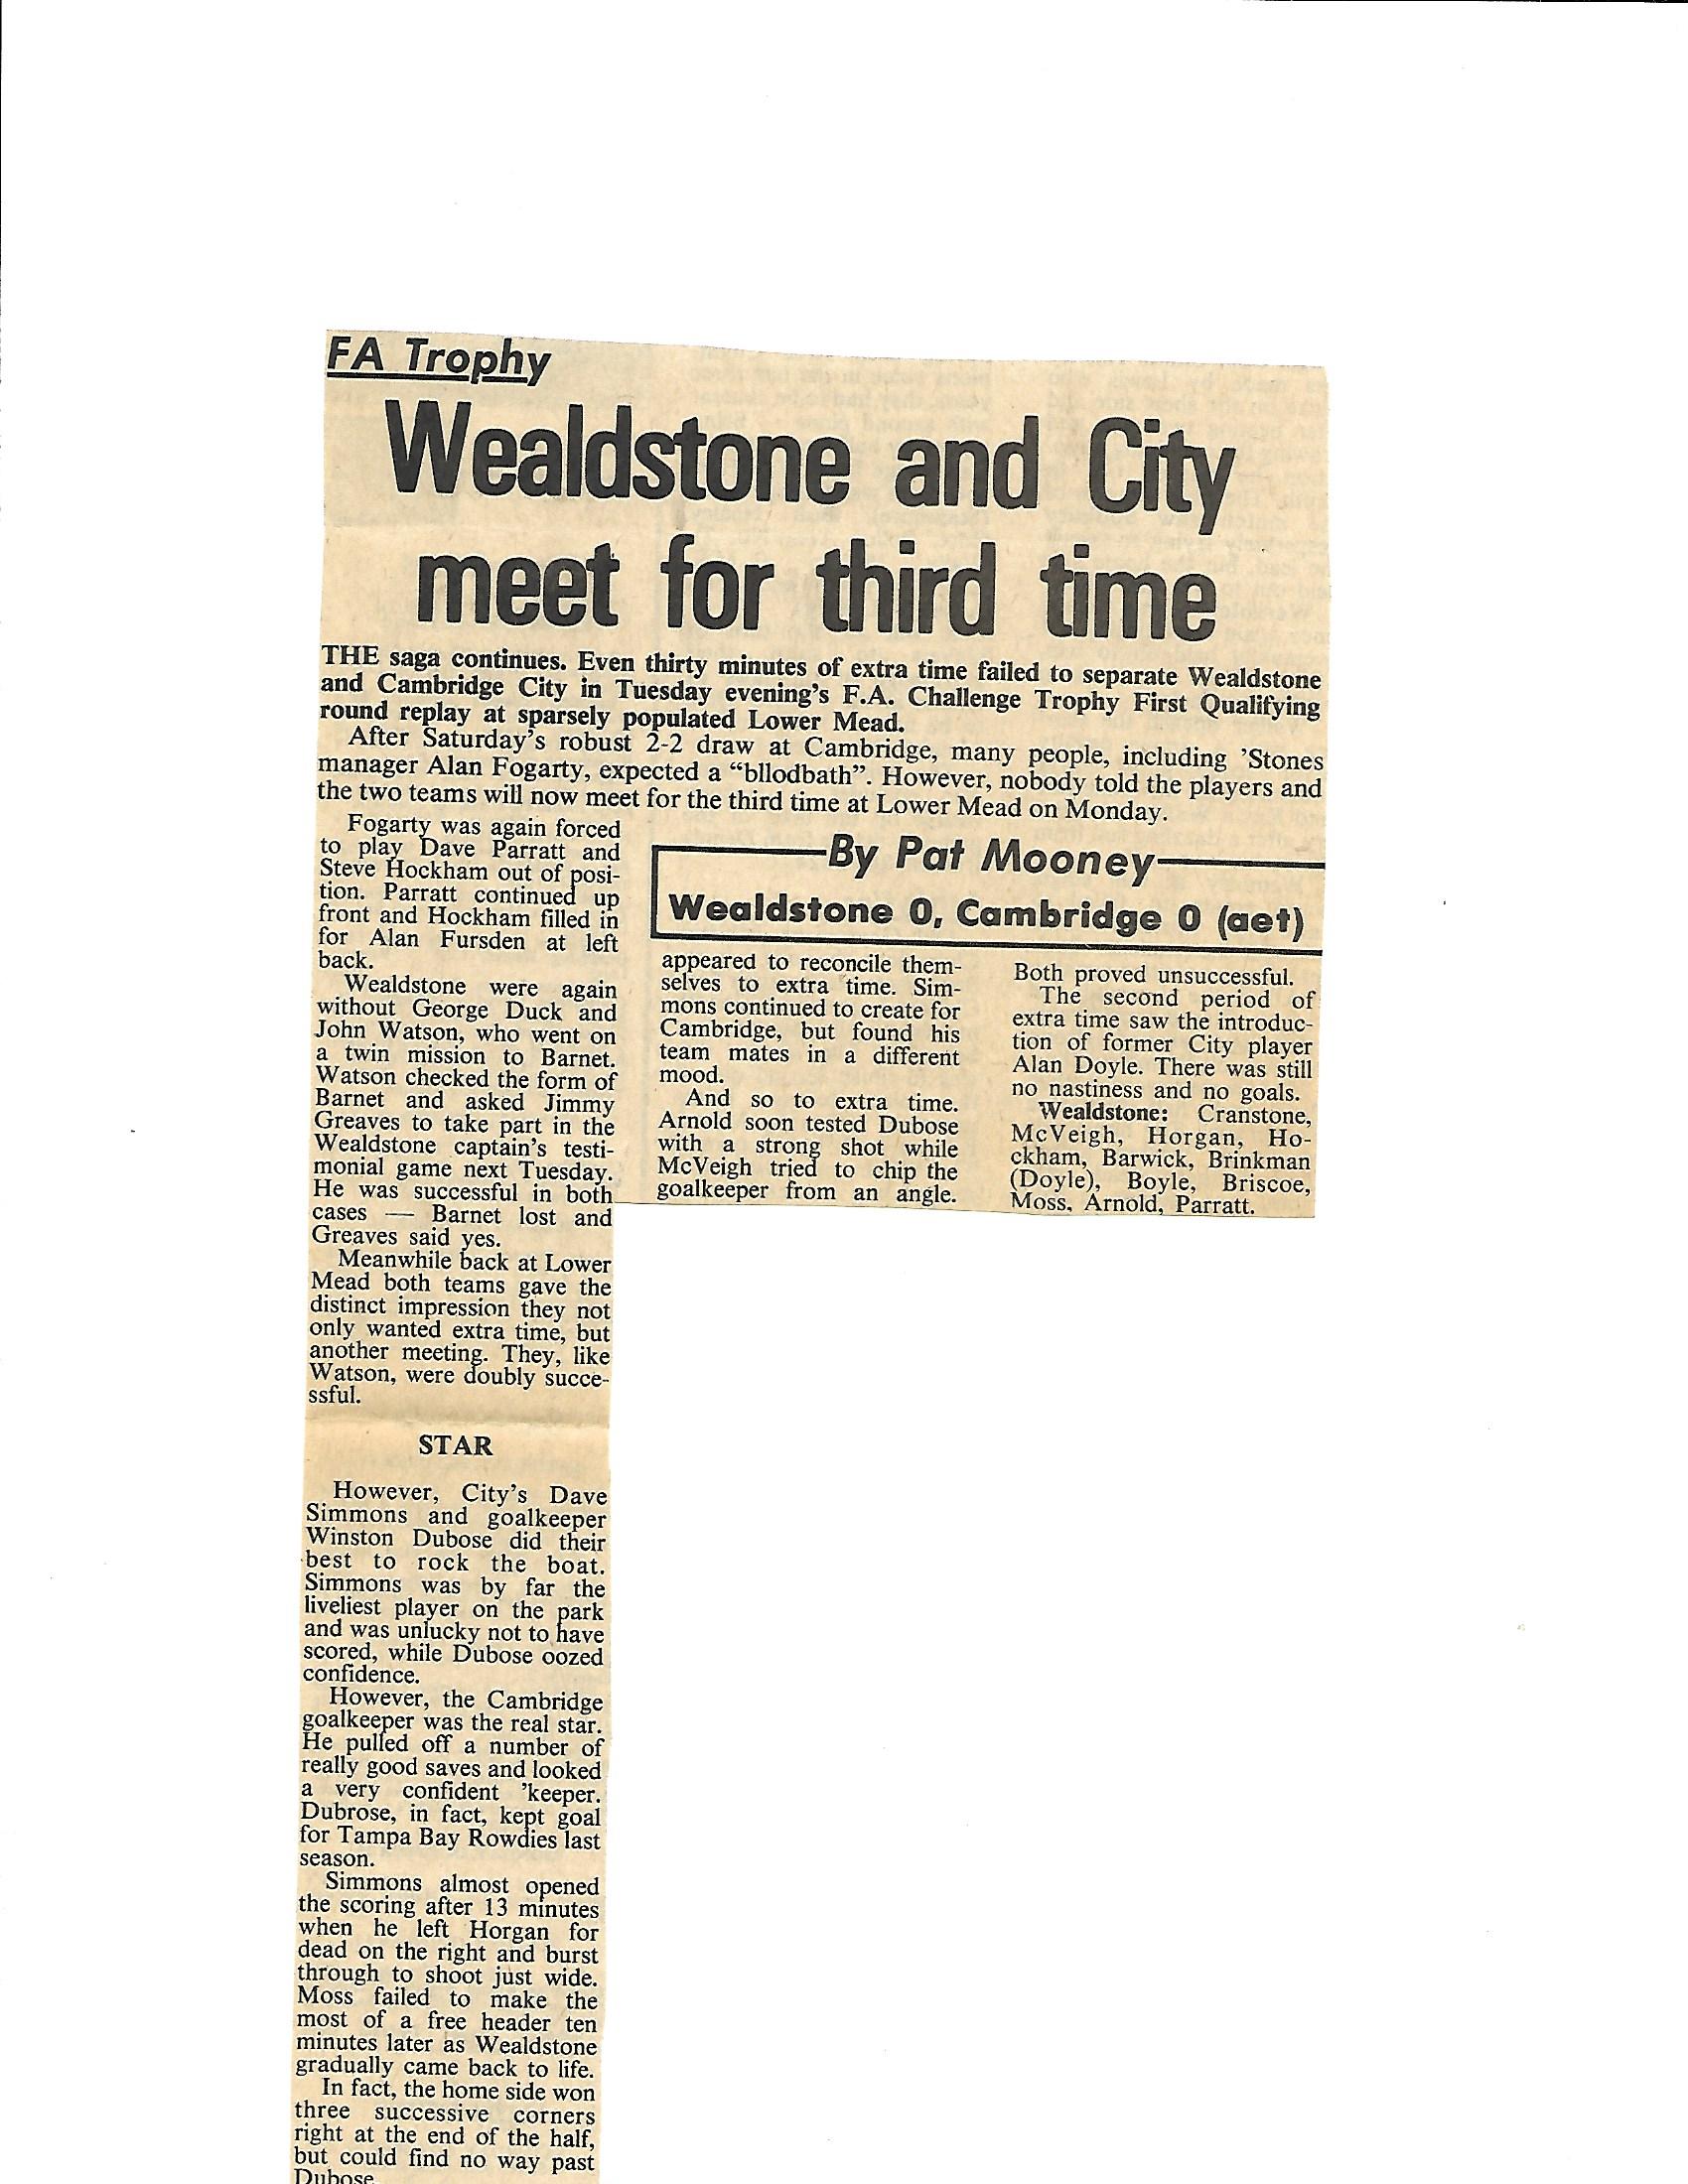 FA Trophy
Wealdstone and City
meet for third time
THE saga continues. Even thirty minutes of extra time failed to separate Wealdstone
and Cambridge City in Tuesday evening's F.A. Challenge Trophy First Qualifying
round replay at sparsely populated Lower Mead.
After Saturday's robust 2-2 draw at Cambridge, many people, including 'Stones
manager Alan Fogarty, expected a "bllodbath". However, nobody told the players and
the two teams will now meet for the third time at Lower Mead on Monday.
By Pat Mooney
Wealdstone 0, Cambridge 0 (aet)
Fogarty was again forced
to play Dave Parratt and
Steve Hockham out of posi-
tion. Parratt continued up
front and Hockham filled in
for Alan Fursden at left
back.
Wealdstone were again
without George Duck and
John Watson, who went on
a twin mission to Barnet.
Watson checked the form of
Barnet and asked Jimmy
Greaves to take part in the
Wealdstone captain's testi-
monial game next Tuesday.
He was successful in both
cases — Barnet lost and
Greaves said yes.
Meanwhile back at Lower
Mead both teams gave the
distinct impression they not
only wanted extra time, but
another meeting. They, like
Watson, were doubly succe-
ssful.
STAR
However, City's Dave
Simmons and goalkeeper
Winston Dubose did their
best to rock the boat.
Simmons was by far the
liveliest player on the park
and was unlucky not to have
scored, while Dubose oozed
confidence.
However, the Cambridge
goalkeeper was the real star.
He pulled off a number of
really good saves and looked
a very confident 'keeper.
Dubrose, in fact, kept goal
for Tampa Bay Rowdies last
season.
Simmons almost opened
the scoring after 13 minutes
when he left Horgan for
dead on the right and burst
through to shoot just wide.
Moss failed to make the
most of a free header ten
minutes later as Wealdstone
gradually came back to life.
In fact, the home side won
three successive corners
right at the end of the half,
but could find no way past
Dubose.
appeared to reconcile them-
selves to extra time. Sim-
mons continued to create for
Cambridge, but found his
team mates in a different
mood.
And so to extra time.
Arnold soon tested Dubose
with a strong shot while
McVeigh tried to chip the
goalkeeper from an angle.
Both proved unsuccessful.
The second period of
extra time saw the introduc-
tion of former City player
Alan Doyle. There was still
no nastiness and no goals.
Wealdstone: Cranstone,
McVeigh, Horgan, Ho-
ckham, Barwick, Brinkman
(Doyle), Boyle, Briscoe,
Moss, Arnold, Parratt.